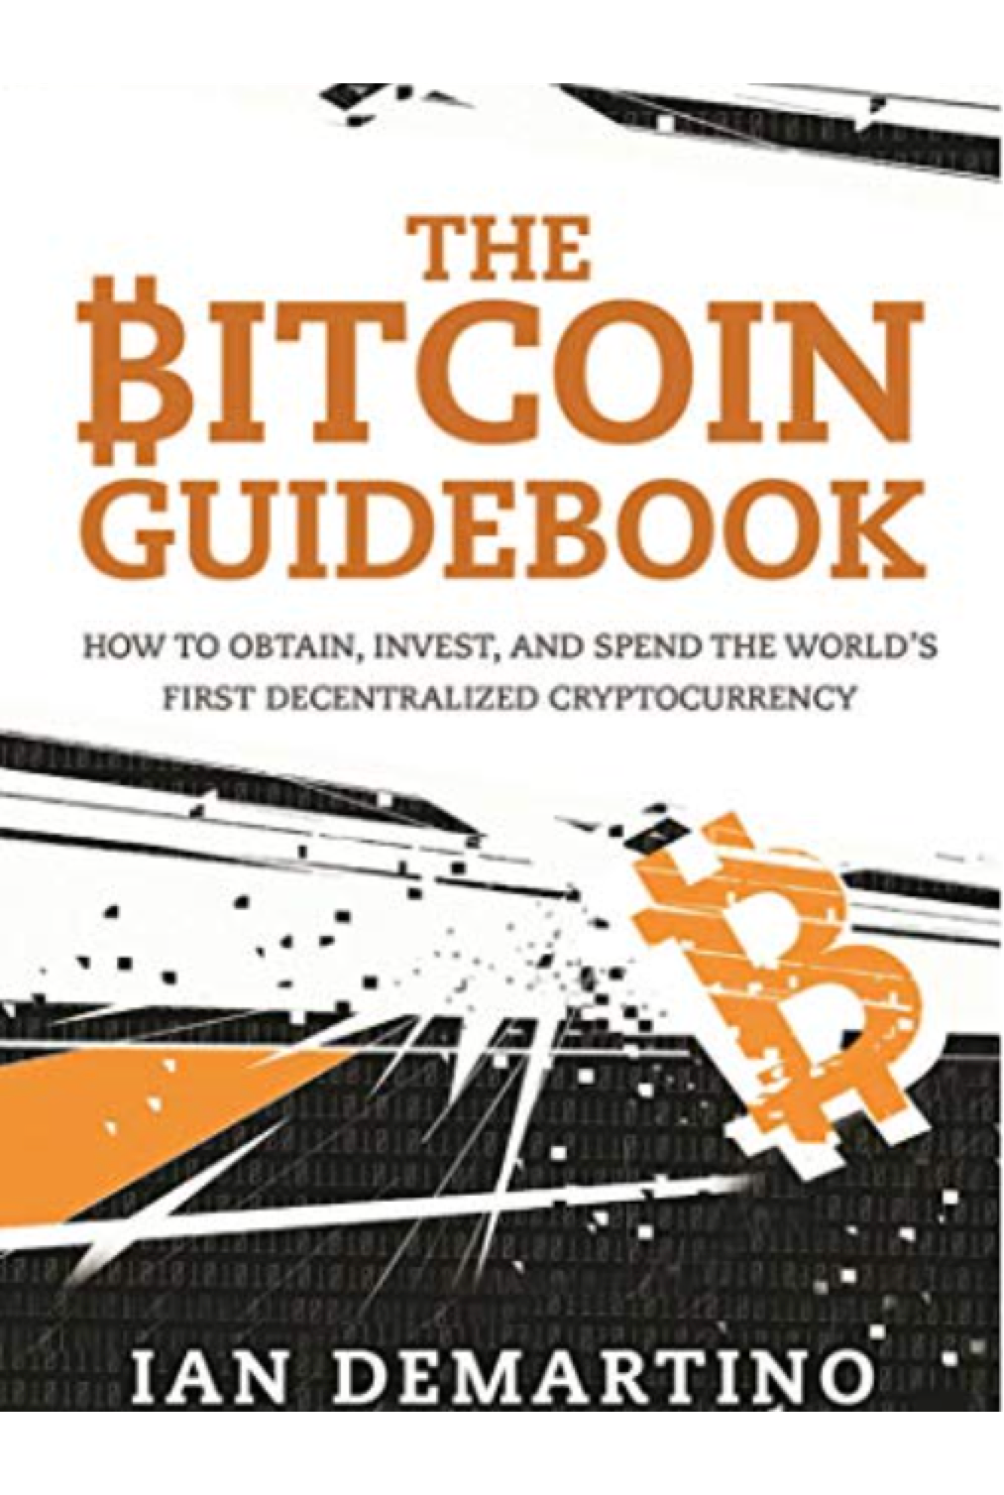 THE
BITCOIN
GUIDEBOOK
HOW TO OBTAIN, INVEST, AND SPEND THE WORLD'S
FIRST DECENTRALIZED CRYPTOCURRENCY
IAN DEMARTINO